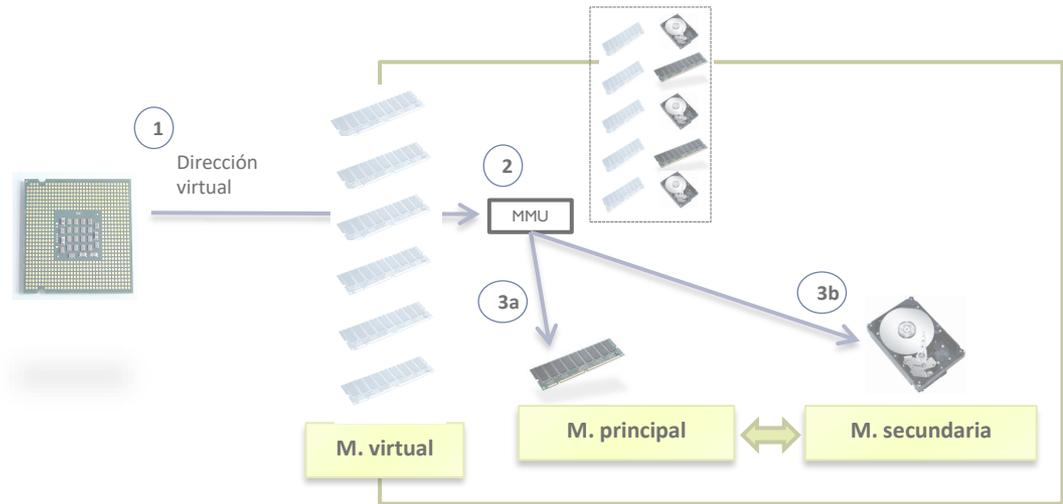 1
Dirección
virtual
2
MMU
3a
3b
M. virtual
M. principal
M. secundaria